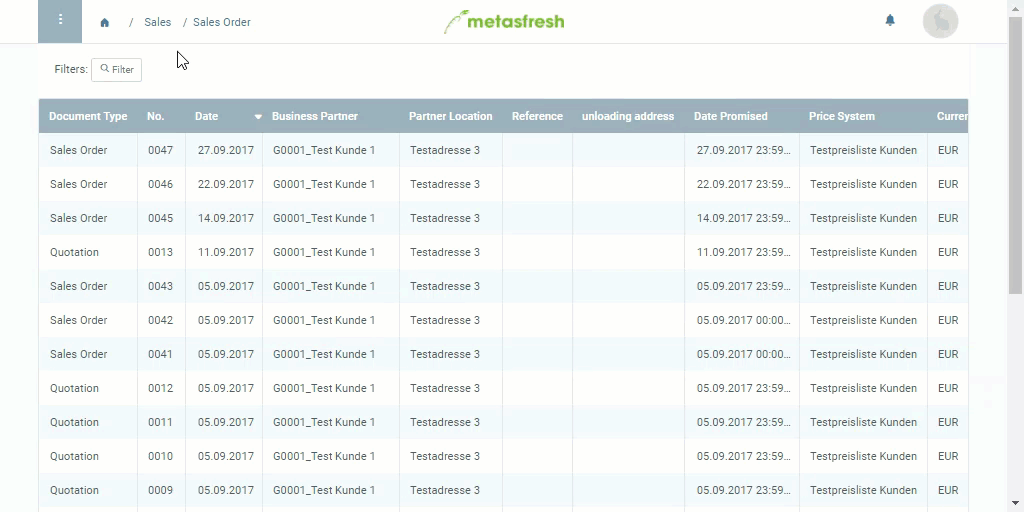 / Sales / Sales Order
metasfresh
Filters: Filter
Document Type No. Date Business Partner Partner Location Reference unloading address Date Promised Price System Curren
Sales Order 0047 27.09.2017 G0001_Test Kunde 1 Testadresse 3 27.09.2017 23:59... Testpreisliste Kunden EUR
Sales Order 0046 22.09.2017 G0001_Test Kunde 1 Testadresse 3 22.09.2017 23:59... Testpreisliste Kunden EUR
Sales Order 0045 14.09.2017 G0001_Test Kunde 1 Testadresse 3 14.09.2017 23:59... Testpreisliste Kunden EUR
Quotation 0013 11.09.2017 G0001_Test Kunde 1 Testadresse 3 11.09.2017 23:59... Testpreisliste Kunden EUR
Sales Order 0043 05.09.2017 G0001_Test Kunde 1 Testadresse 3 05.09.2017 23:59... Testpreisliste Kunden EUR
Sales Order 0042 05.09.2017 G0001_Test Kunde 1 Testadresse 3 05.09.2017 00:00... Testpreisliste Kunden EUR
Sales Order 0041 05.09.2017 G0001_Test Kunde 1 Testadresse 3 05.09.2017 00:00... Testpreisliste Kunden EUR
Quotation 0012 05.09.2017 G0001_Test Kunde 1 Testadresse 3 05.09.2017 23:59... Testpreisliste Kunden EUR
Quotation 0011 05.09.2017 G0001_Test Kunde 1 Testadresse 3 05.09.2017 23:59... Testpreisliste Kunden EUR
Quotation 0010 05.09.2017 G0001_Test Kunde 1 Testadresse 3 05.09.2017 23:59... Testpreisliste Kunden EUR
Quotation 0009 05.09.2017 G0001_Test Kunde 1 Testadresse 3 05.09.2017 23:59... Testpreisliste Kunden EUR